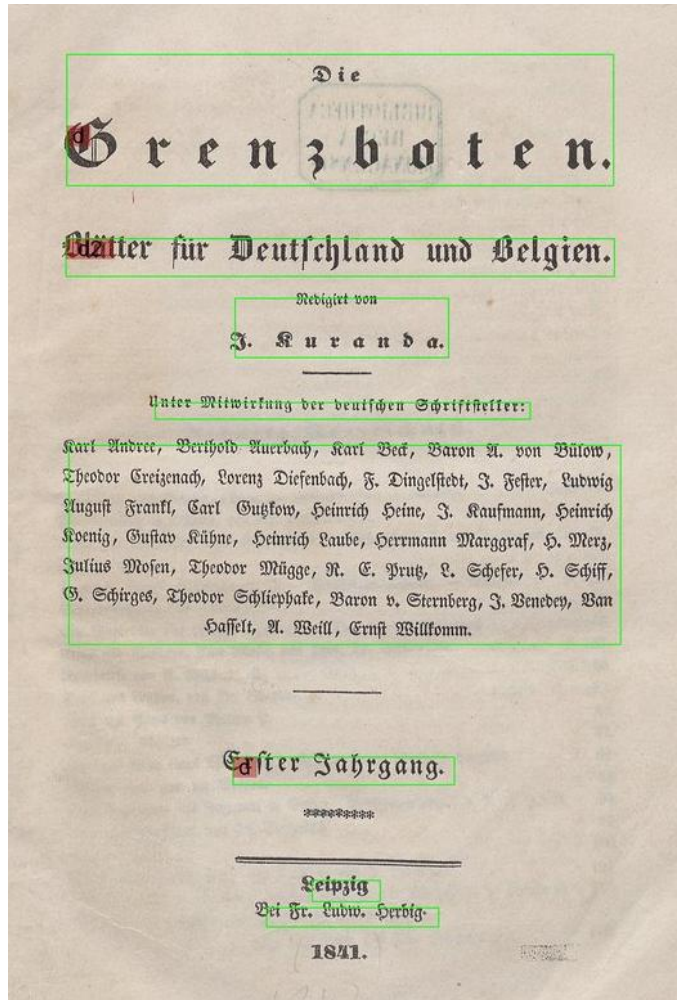 Die
Grenzboten.
Blätter für Deutschland und Belgien.
Redigirt von
J. Kuranda.
Unter Mitwirkung der deutschen Schriftsteller:
Karl Andree, Berthold Auerbach, Karl Beck, Baron A. von Bülow,
Theodor Creizenach, Lorenz Diefenbach, F. Dingelstedt, J. Fester, Ludwig
August Frankl, Carl Gutzkow, Heinrich Heine, J. Kaufmann, Heinrich
Koenig, Gustav Kühne, Heinrich Laube, Herrmann Marggraf, H. Merz,
Julius Mosen, Theodor Mügge, R. E. Prutz, L. Schefer, H. Schiff,
G. Schirges, Theodor Schliephake, Baron v. Sternberg, J. Venedey, Van
Hasselt, A. Weill, Ernst Willkomm.
Erster Jahrgang.
Leipzig
Bei Fr. Ludw. Herbig.
1841.